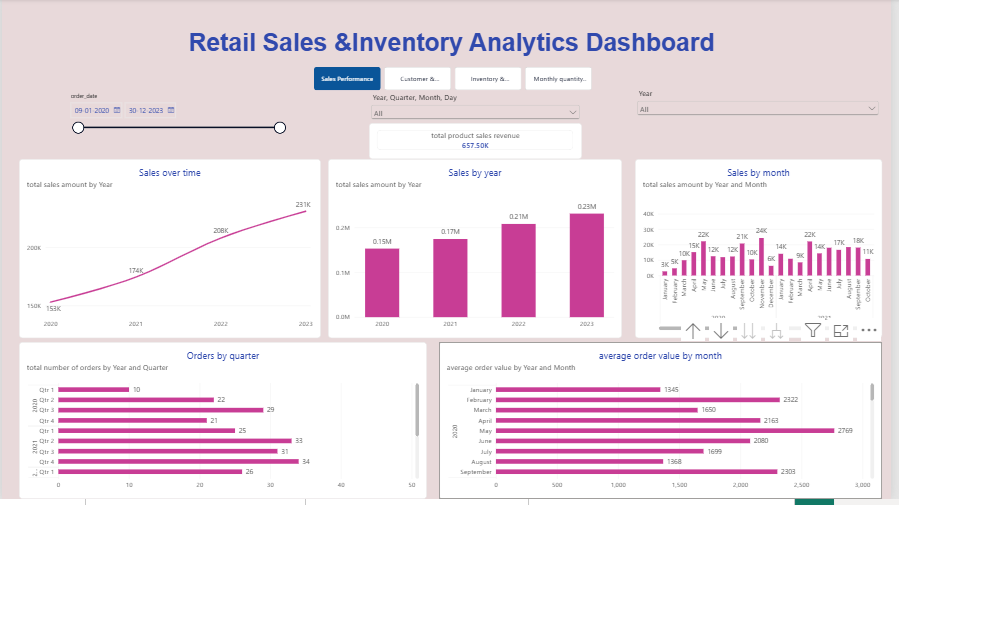 Retail Sales &Inventory Analytics Dashboard
Sales Performance
Customer &...
Inventory &...
Monthly quantity..
order_date
09-01-2020
30-12-2023
Year, Quarter, Month, Day
All
Year
All
total product sales revenue
657.50K
Sales over time
total sales amount by Year
231K
208K
200K
174K
150K
153K
2020
2021
2022
2023
Sales by year
total sales amount by Year
0.23M
0.21M
0.2M
0.17M
0.15M
0.1M
0.0M
2020
2021
2022
2023
Sales by month
total sales amount by Year and Month
40K
30K
20K
10K
0K
3K
5K
10K
15K
22K
12K
12K
21K
10K
24K
6K
14K
9K
22K
14K
17K
18K
11K
January
February
March
April
May
June
July
August
September
October
November
December
January
February
March
April
May
June
July
August
September
October
Orders by quarter
total number of orders by Year and Quarter
2020
Qtr 1 10
Qtr 2 22
Qtr 3 29
Qtr 4 21
2021
Qtr 1 25
Qtr 2 33
Qtr 3 31
Qtr 4 34
2...
Qtr 1 26
0 10 20 30 40 50
average order value by month
average order value by Year and Month
2020
January 1345
February 2322
March 1650
April 2163
May 2769
June 2080
July 1699
August 1368
September 2303
0 500 1,000 1,500 2,000 2,500 3,000